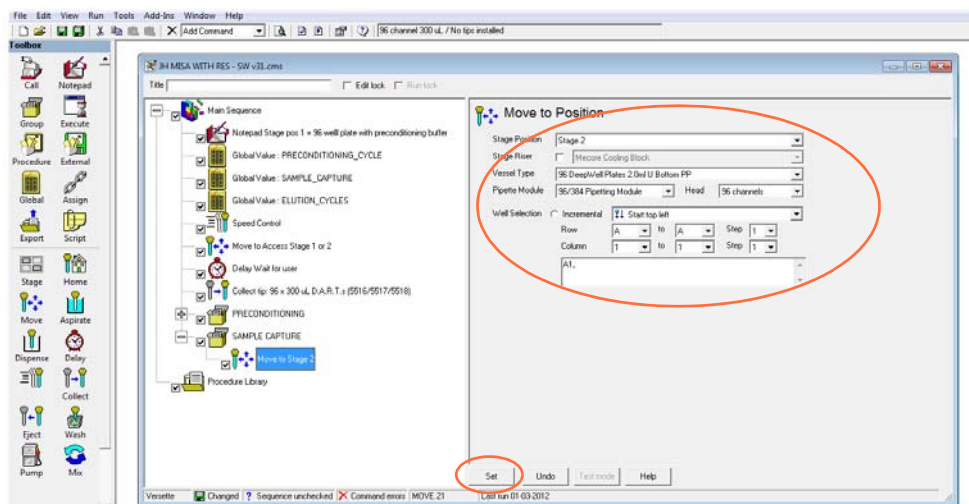 File Edit View Run Tools Add-Ins Window Help
Add Command 96 channel 300 uL / No tips installed
Toolbox
Call Notepad
Group Execute
Procedure External
Global Assign
Export Script
Stage Home
Move Aspirate
Dispense Delay
Collect
Eject Wash
Pump Mix
JH MISA WITH RES - SW v31.cms
Title Edit lock Run lock
Main Sequence
Notepad Stage pos 1 = 96 well plate with preconditioning buffer
Global Value : PRECONDITIONING_CYCLE
Global Value : SAMPLE_CAPTURE
Global Value : ELUTION_CYCLES
Speed Control
Move to Access Stage 1 or 2
Delay Wait for user
Collect tip: 96 x 300 uL D.A.R.T.s (5516/5517/5518)
PRECONDITIONING
SAMPLE CAPTURE
Move to Stage 2
Procedure Library
Move to Position
Stage Position Stage 2
Stage Riser Mecore Cooling Block
Vessel Type 96 DeepWell Plates 2.0ml U Bottom PP
Pipette Module 96/384 Pipetting Module Head 96 channels
Well Selection Incremental Start top left
Row A to A Step 1
Column 1 to 1 Step 1
A1,
Set Undo Test mode Help
Versette Changed ? Sequence unchecked Command errors MOVE.21 Last run 01-03-2012